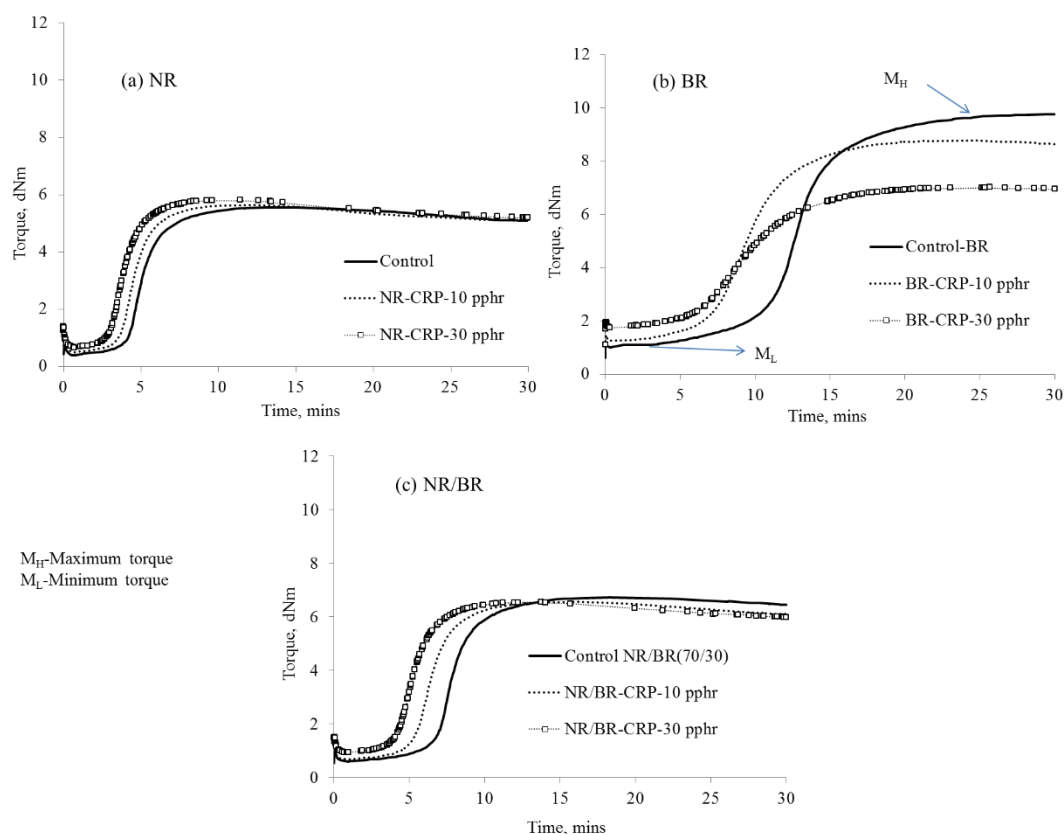 (a) NR
12
10
8
6
4
2
0
0
5
10
15
20
25
30
Torque, dNm
Time, mins
Control
NR-CRP-10 pphr
NR-CRP-30 pphr
(b) BR
12
10
8
6
4
2
0
0
5
10
15
20
25
30
Torque, dNm
Time, mins
M_H
M_L
Control-BR
BR-CRP-10 pphr
BR-CRP-30 pphr
(c) NR/BR
12
10
8
6
4
2
0
0
5
10
15
20
25
30
Torque, dNm
Time, mins
Control NR/BR(70/30)
NR/BR-CRP-10 pphr
NR/BR-CRP-30 pphr
M_H-Maximum torque
M_L-Minimum torque